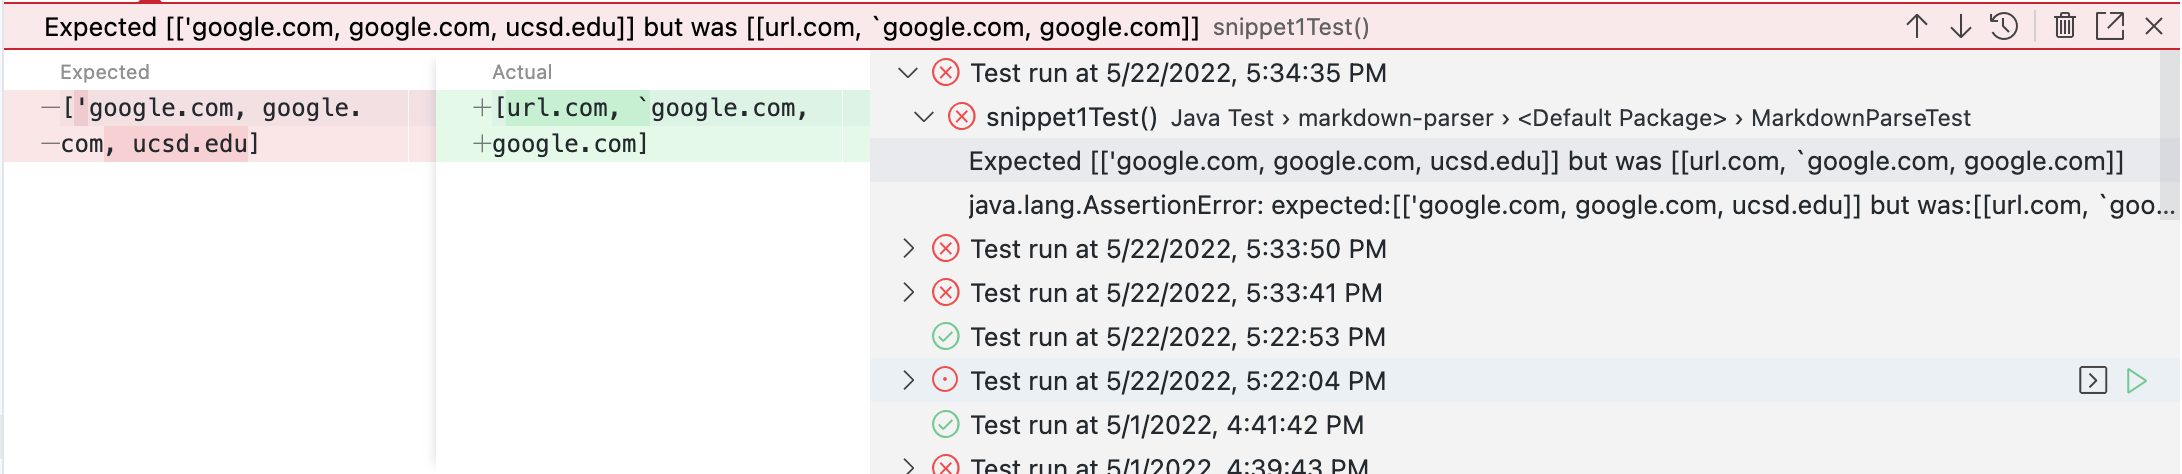 Expected [['google.com, google.com, ucsd.edu]] but was [[url.com, `google.com, google.com]] snippet1Test()
Expected
Actual
−['google.com, google.
−com, ucsd.edu]
+[url.com, `google.com,
+google.com]
Test run at 5/22/2022, 5:34:35 PM
snippet1Test() Java Test › markdown-parser › <Default Package> › MarkdownParseTest
Expected [['google.com, google.com, ucsd.edu]] but was [[url.com, `google.com, google.com]]
java.lang.AssertionError: expected:[['google.com, google.com, ucsd.edu]] but was:[[url.com, `goo...
Test run at 5/22/2022, 5:33:50 PM
Test run at 5/22/2022, 5:33:41 PM
Test run at 5/22/2022, 5:22:53 PM
Test run at 5/22/2022, 5:22:04 PM
Test run at 5/1/2022, 4:41:42 PM
Test run at 5/1/2022, 4:39:43 PM